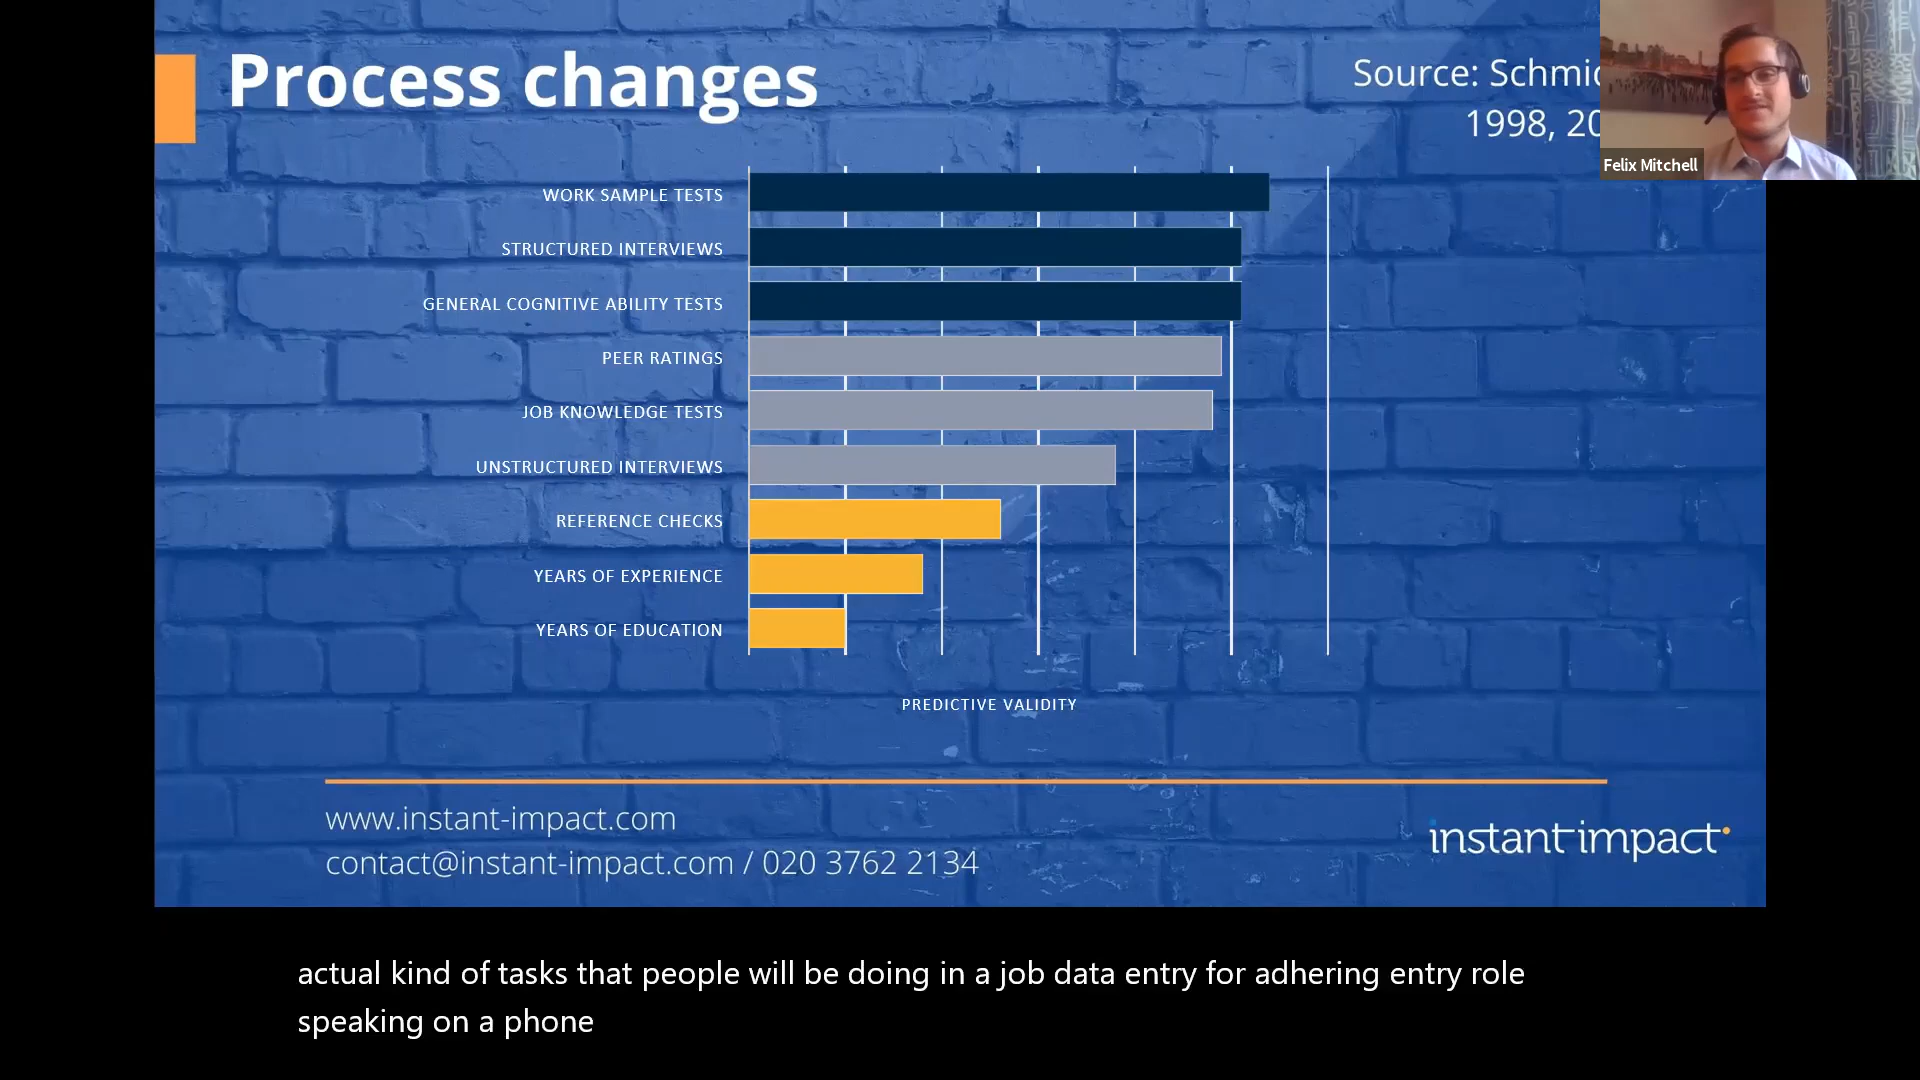 Process changes
Source: Schmid
1998, 20
Felix Mitchell
WORK SAMPLE TESTS
STRUCTURED INTERVIEWS
GENERAL COGNITIVE ABILITY TESTS
PEER RATINGS
JOB KNOWLEDGE TESTS
UNSTRUCTURED INTERVIEWS
REFERENCE CHECKS
YEARS OF EXPERIENCE
YEARS OF EDUCATION
PREDICTIVE VALIDITY
www.instant-impact.com
contact@instant-impact.com / 020 3762 2134
instant impact
actual kind of tasks that people will be doing in a job data entry for adhering entry role
speaking on a phone